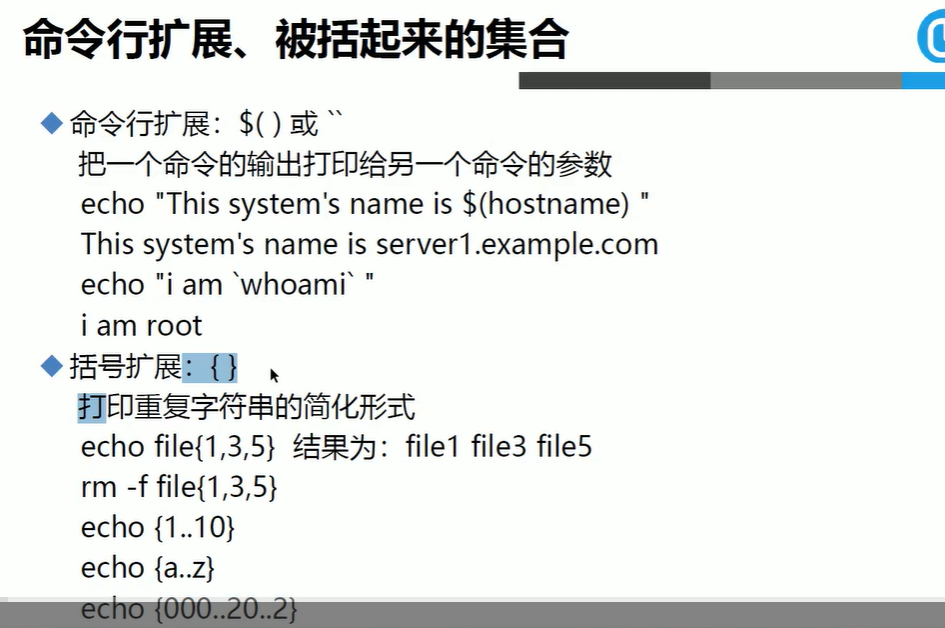 命令行扩展、被括起来的集合
命令行扩展：$( ) 或 ``
把一个命令的输出打印给另一个命令的参数
echo "This system's name is $(hostname) "
This system's name is server1.example.com
echo "i am `whoami` "
i am root
括号扩展：{ }
打印重复字符串的简化形式
echo file{1,3,5} 结果为：file1 file3 file5
rm -f file{1,3,5}
echo {1..10}
echo {a..z}
echo {000..20..2}